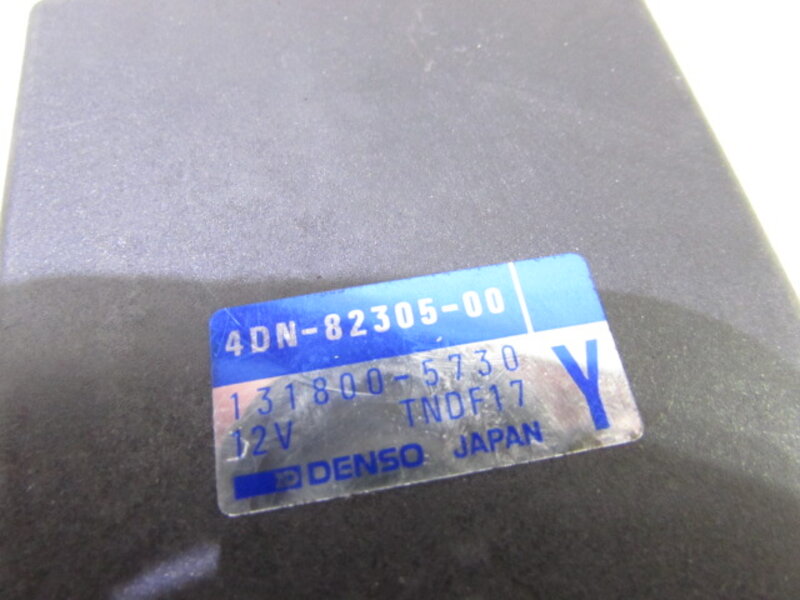 4DN-82305-00
131800-5730
12V TNDF17
Y
DENSO JAPAN